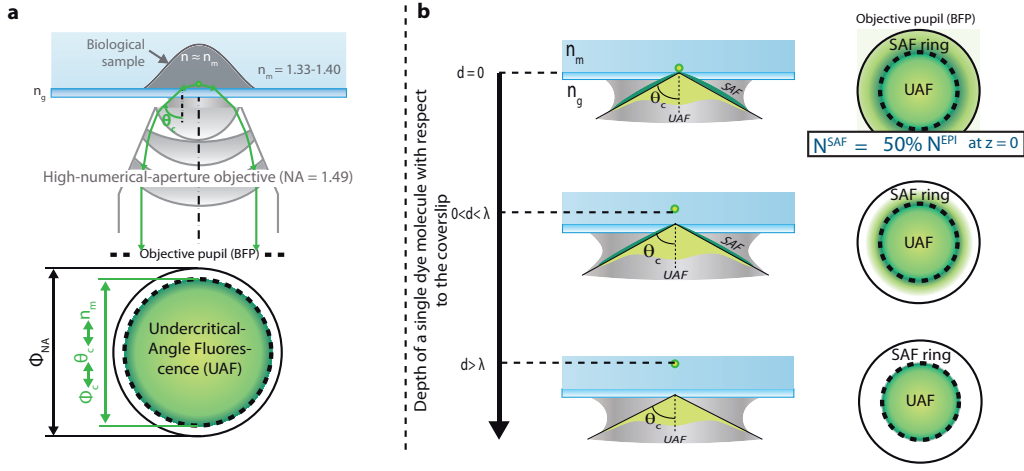 a
Biological
sample
n ≈ n_m
n_m = 1.33-1.40
n_g
θ_c
High-numerical-aperture objective (NA = 1.49)
Objective pupil (BFP)
Φ_NA
Φ_c ↔ θ_c ↔ n_m
Undercritical-
Angle Fluores-
cence (UAF)
b
Depth of a single dye molecule with respect
to the coverslip
d = 0
n_m
n_g
θ_c
SAF
UAF
Objective pupil (BFP)
SAF ring
UAF
N^SAF = 50% N^EPI at z = 0
0<d<λ
θ_c
SAF
UAF
SAF ring
UAF
d>λ
θ_c
UAF
SAF ring
UAF